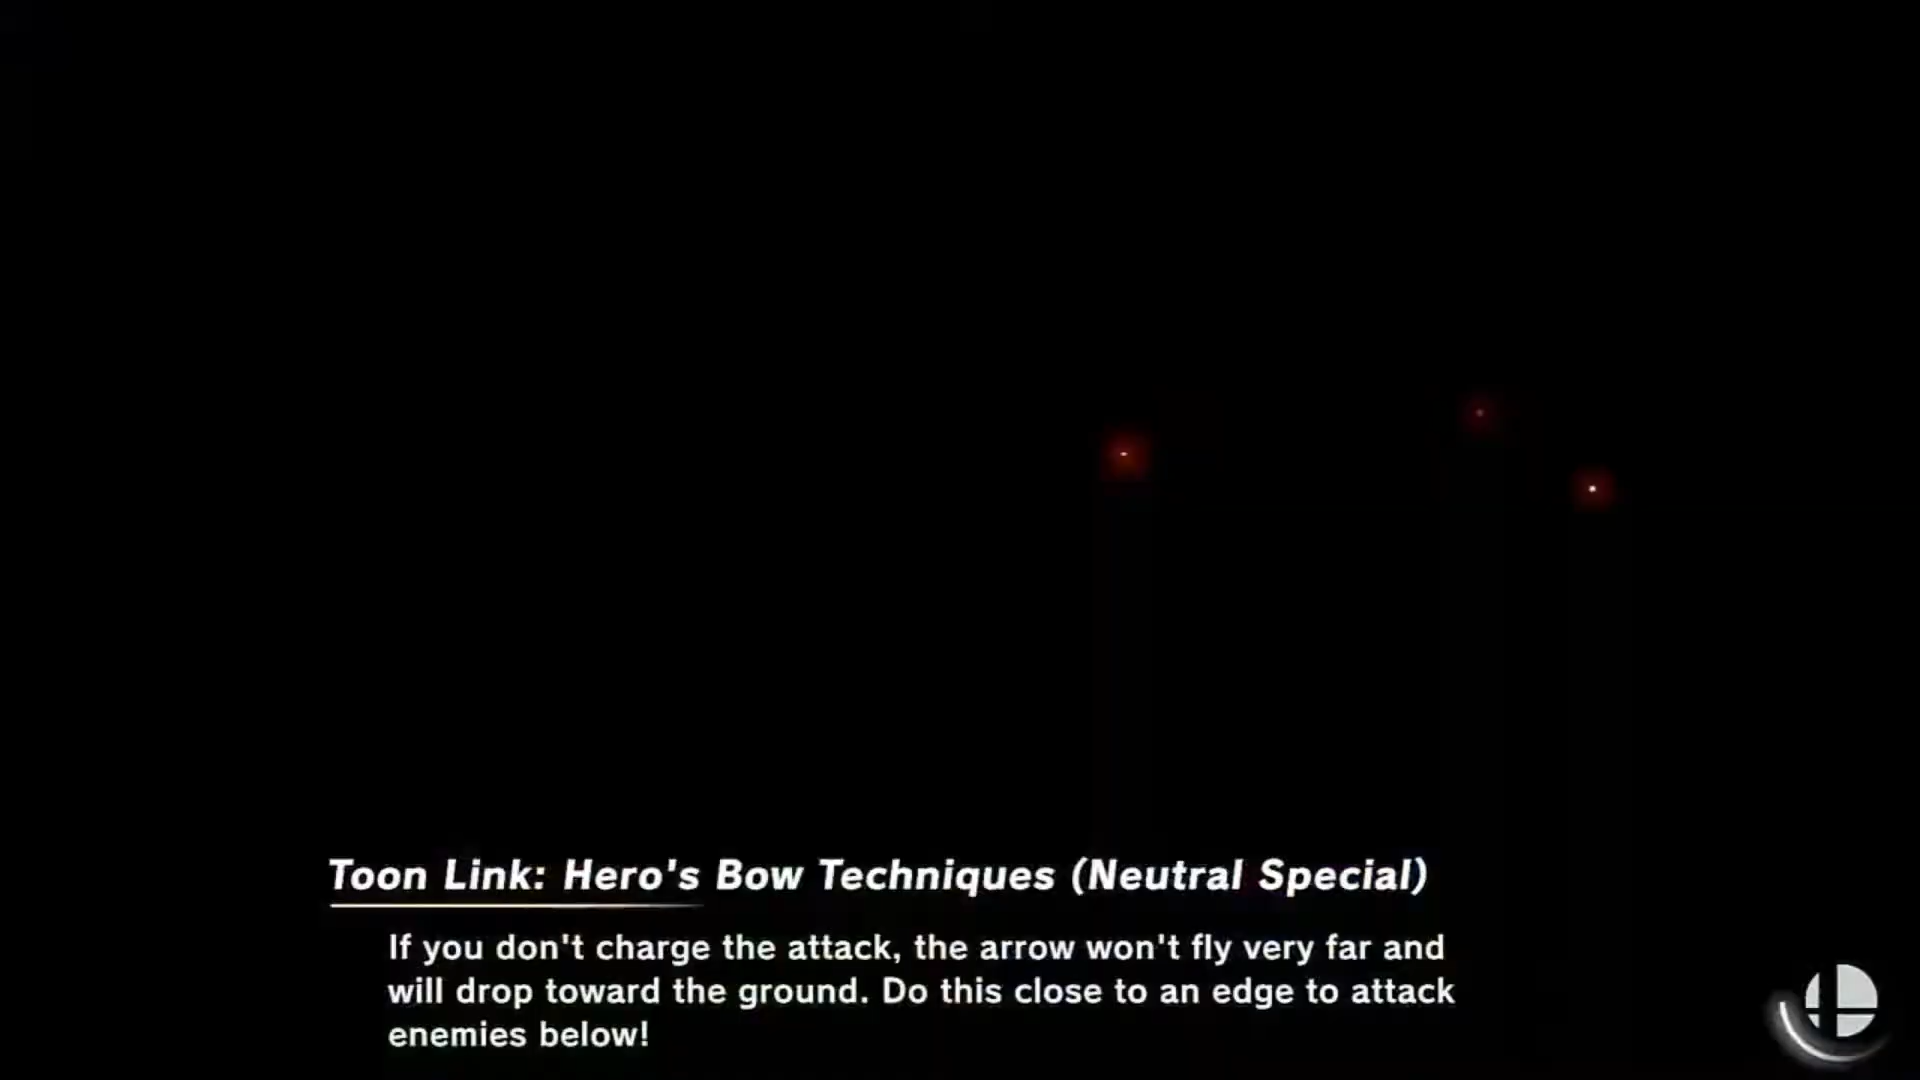 Toon Link: Hero's Bow Techniques (Neutral Special)
If you don't charge the attack, the arrow won't fly very far and
will drop toward the ground. Do this close to an edge to attack
enemies below!